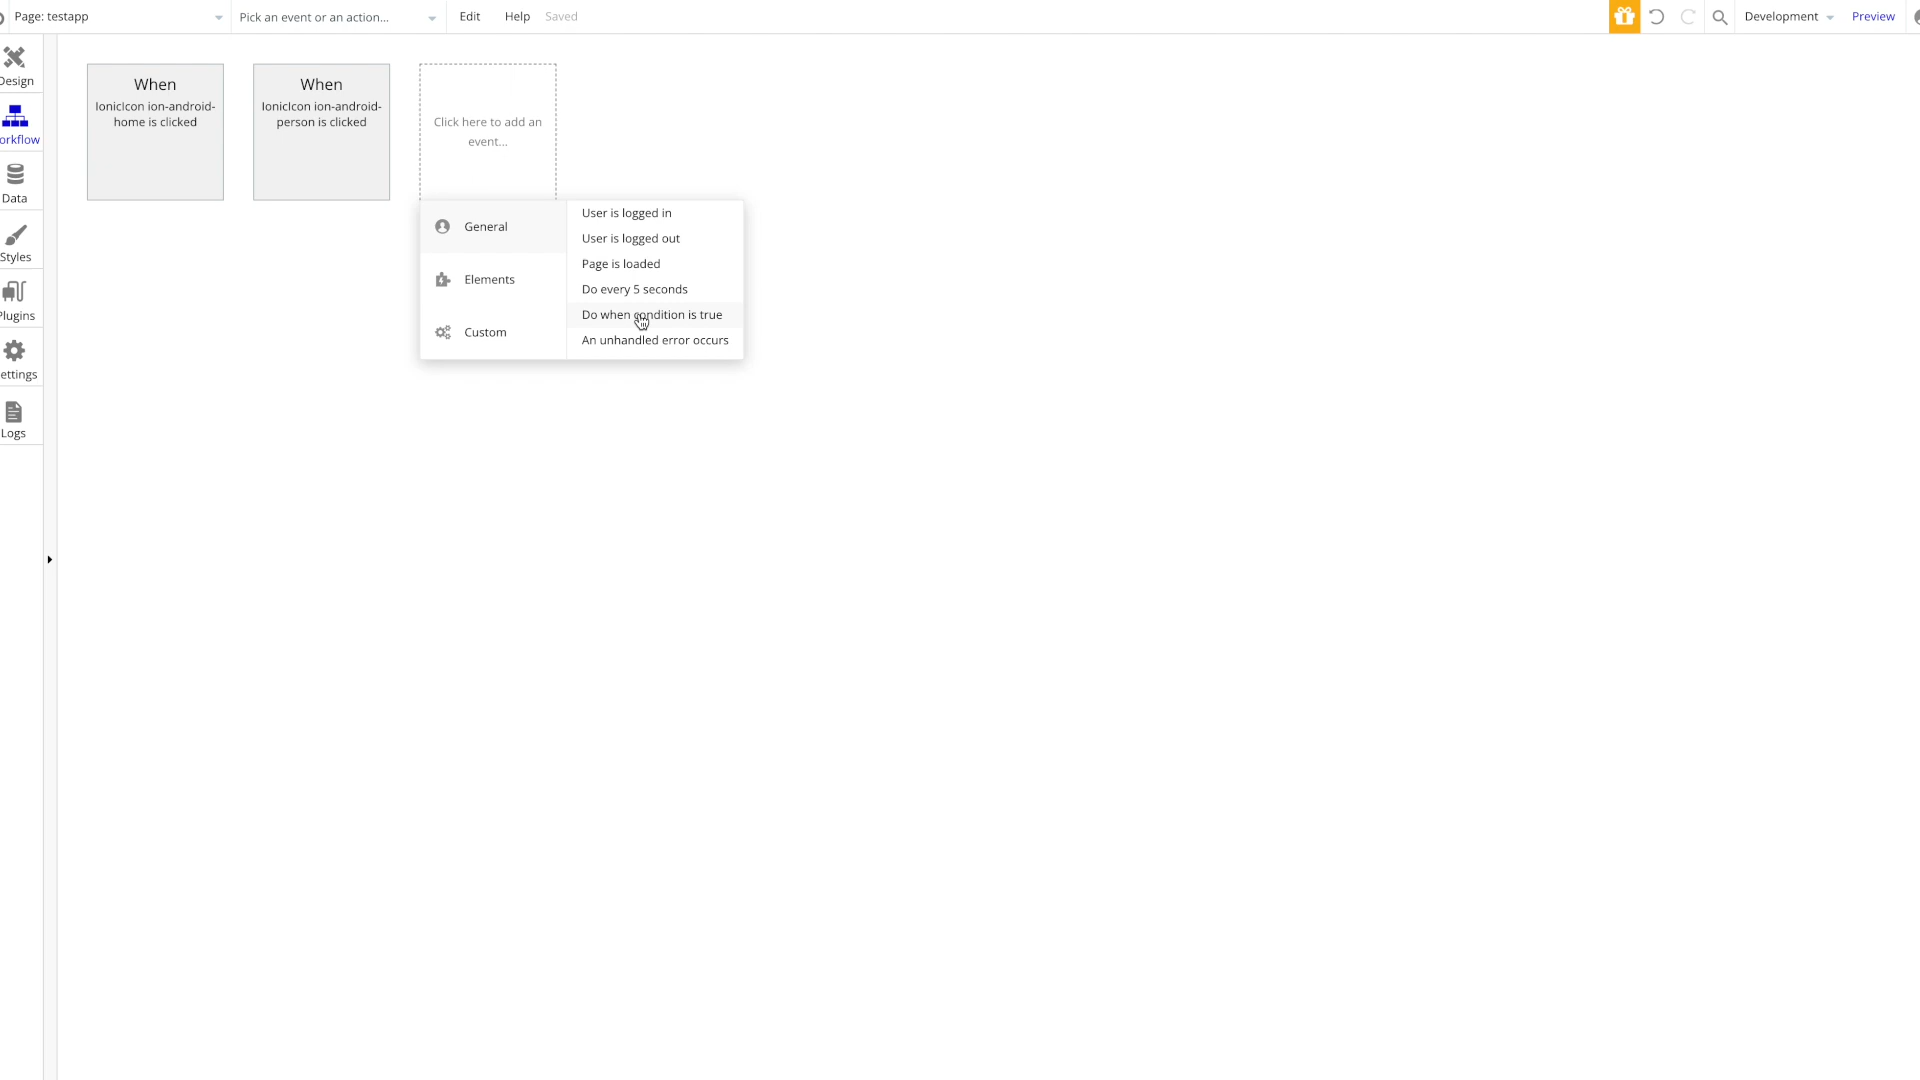 Page: testapp
Pick an event or an action...
Edit
Help
Saved
Development
Preview
Design
orkflow
Data
Styles
Plugins
ettings
Logs
When
IonicIcon ion-android-
home is clicked
When
IonicIcon ion-android-
person is clicked
Click here to add an
event...
General
Elements
Custom
User is logged in
User is logged out
Page is loaded
Do every 5 seconds
Do when condition is true
An unhandled error occurs